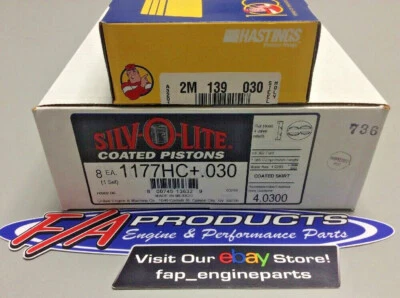 HASTINGS
2M 139 030
SILV-O-LITE
COATED PISTONS
8 EA. 1177HC+.030
(1 Set)
COATED SKIRT
4.0300
736
F/A PRODUCTS
Engine & Performance Parts
Visit Our ebay Store!
fap_engineparts